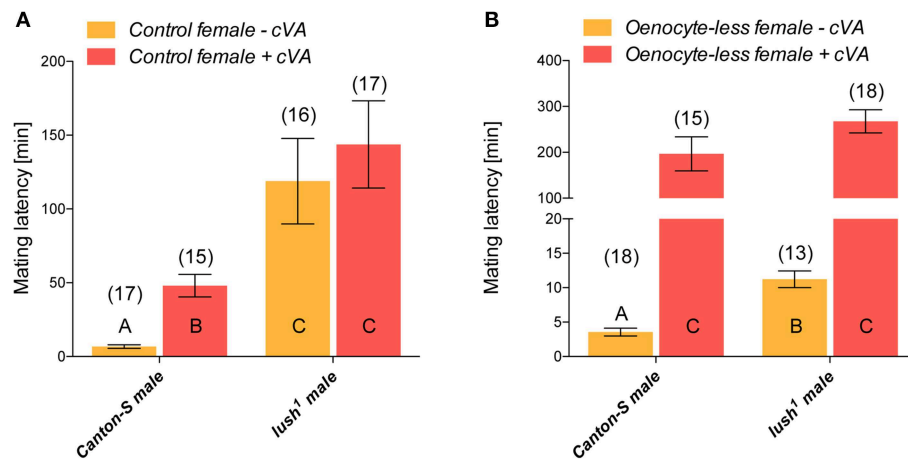 A
Control female - cVA
Control female + cVA
Mating latency [min]
200
150
100
50
0
(17)
A
(15)
B
(16)
C
(17)
C
Canton-S male
lush1 male
B
Oenocyte-less female - cVA
Oenocyte-less female + cVA
Mating latency [min]
400
300
200
100
20
15
10
5
0
(18)
A
(15)
C
(13)
B
(18)
C
Canton-S male
lush1 male